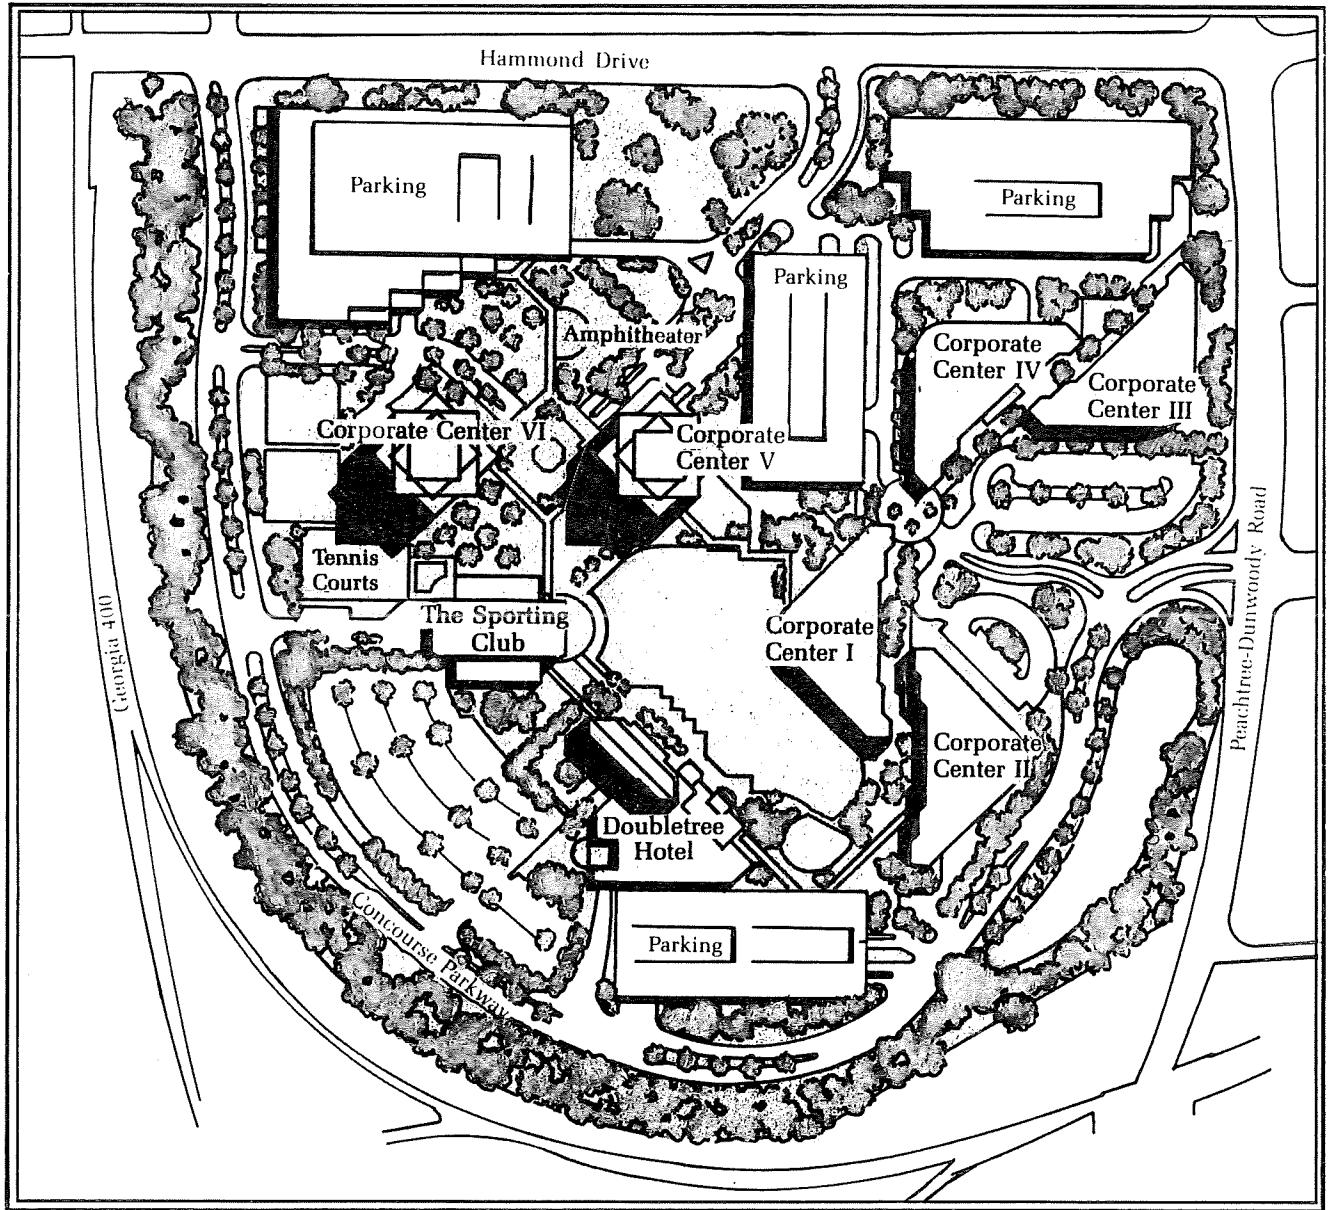 Hammond Drive
Parking
Parking
Parking
Amphitheater
Corporate
Center IV
Corporate
Center III
Corporate Center VI
Corporate
Center V
Tennis
Courts
Georgia 400
Peachtree-Dunwoody Road
The Sporting
Club
Corporate
Center I
Corporate
Center II
Doubletree
Hotel
Concourse Parkway
Parking